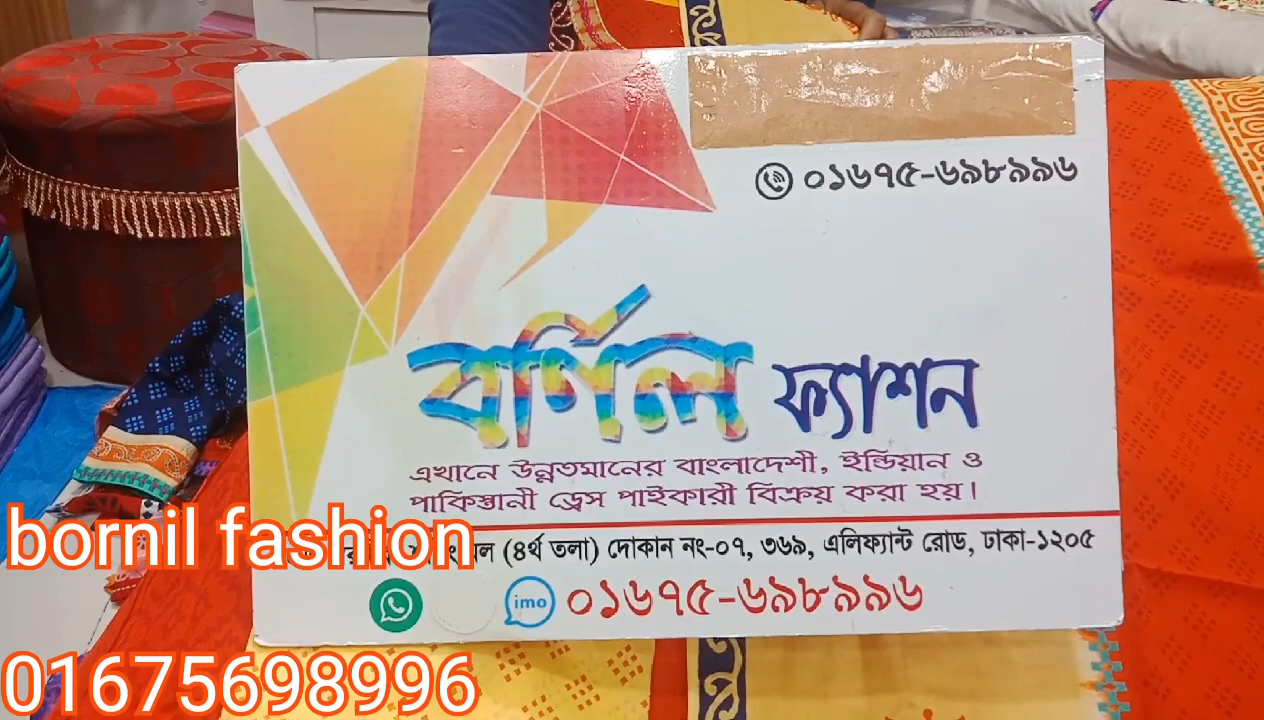 ০১৬৭৫-৬৯৮৯৯৬
বর্ণিল ফ্যাশন
এখানে উন্নতমানের বাংলাদেশী, ইন্ডিয়ান ও
পাকিস্তানী ড্রেস পাইকারী বিক্রয় করা হয়।
(৪র্থ তলা) দোকান নং-০৭, ৩৬৯, এলিফ্যান্ট রোড, ঢাকা-১২০৫
bornil fashion
imo ০১৬৭৫-৬৯৮৯৯৬
01675698996